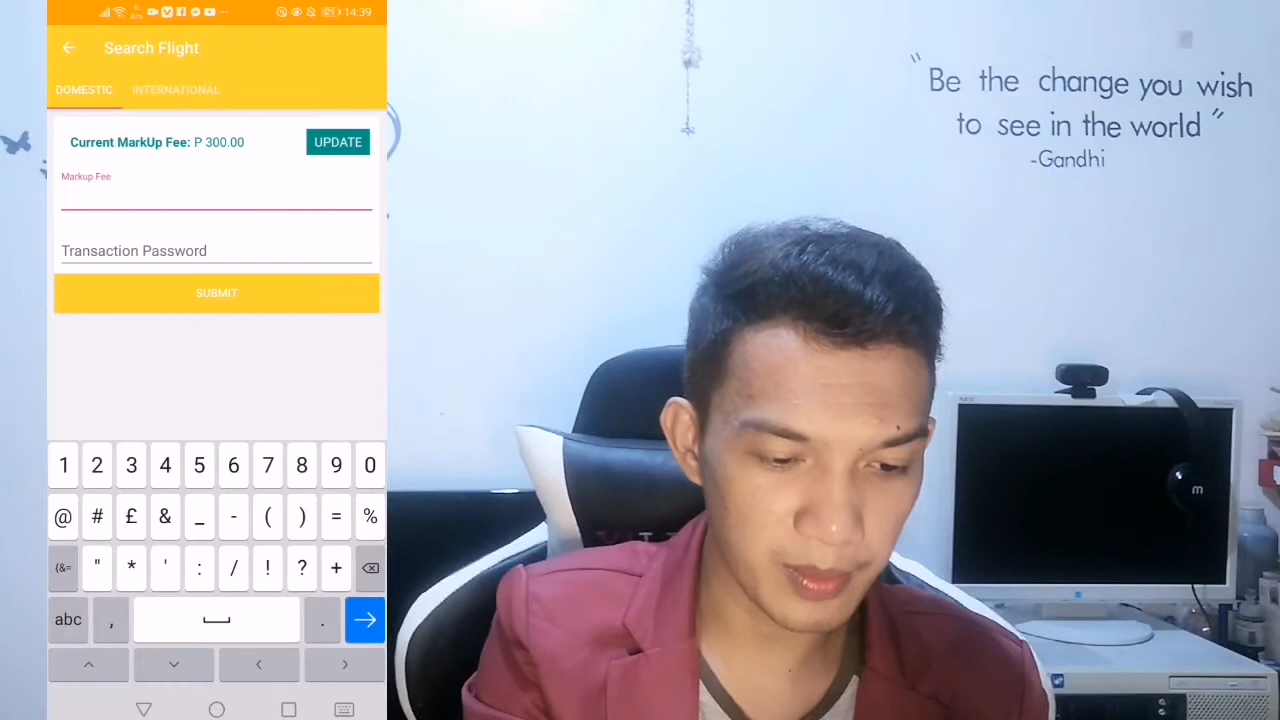 14:39
Search Flight
DOMESTIC INTERNATIONAL
Current MarkUp Fee: P 300.00 UPDATE
Markup Fee
Transaction Password
SUBMIT
1 2 3 4 5 6 7 8 9 0
@ # £ & _ - ( ) = %
{&= " * ' : / ! ? +
abc , .
"Be the change you wish
to see in the world"
-Gandhi
NEC
m